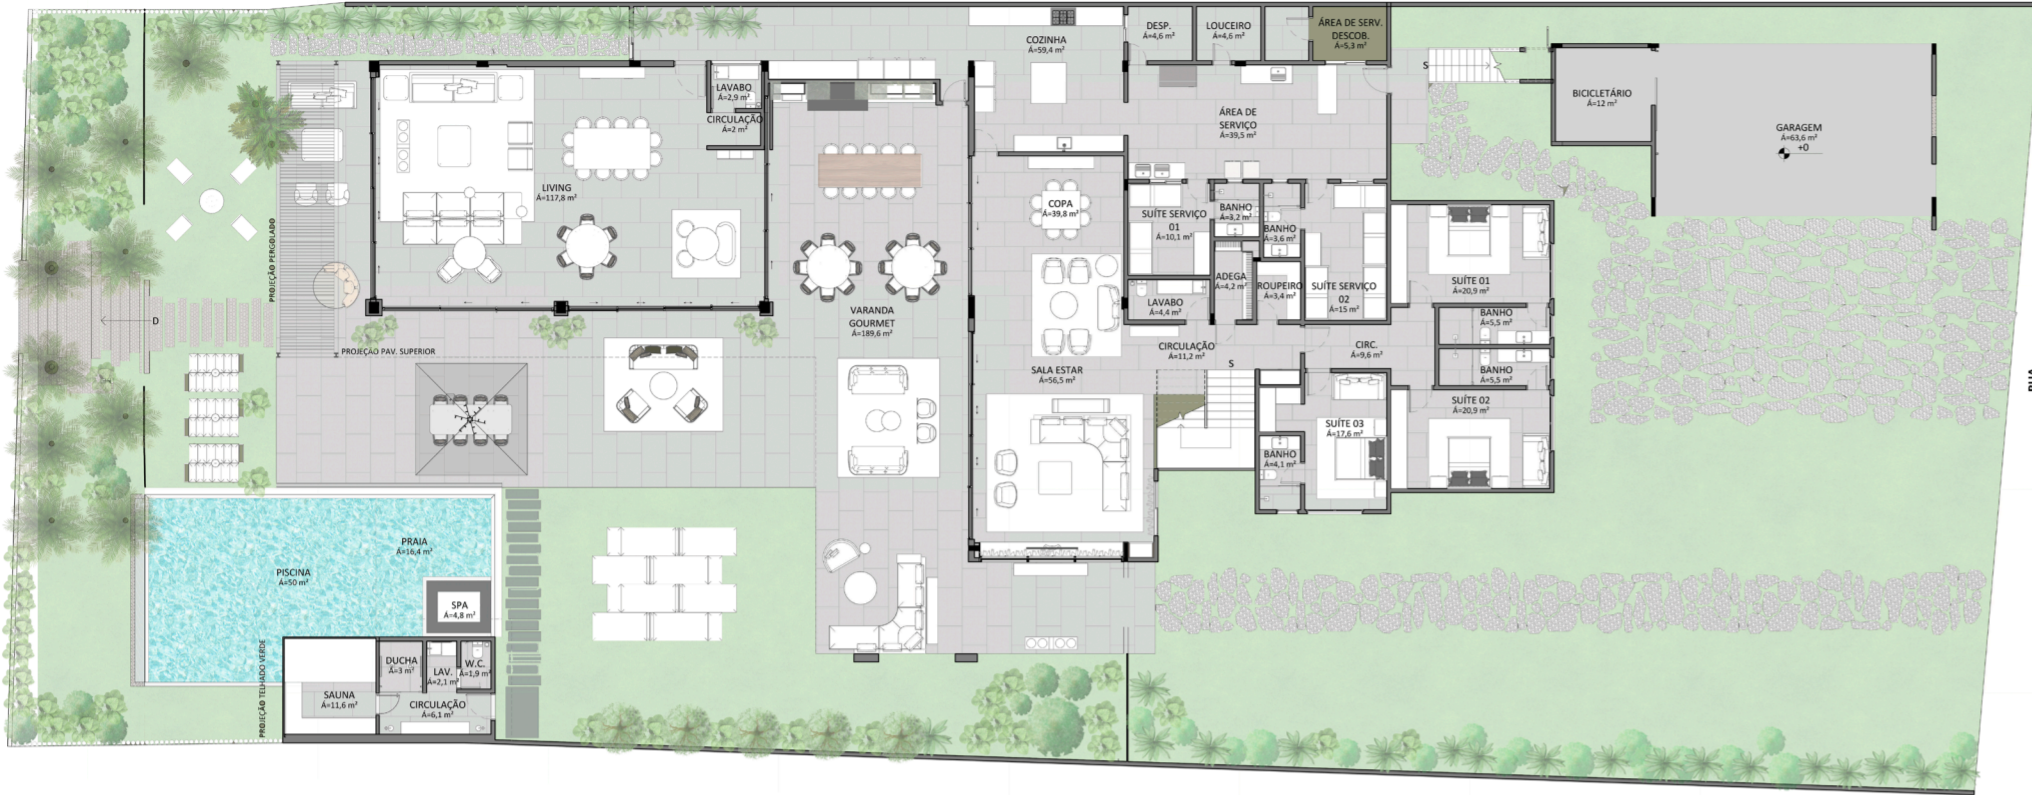 DESP.
Á=4,6 m²
LOUCEIRO
Á=4,6 m²
ÁREA DE SERV.
DESCOB.
Á=5,3 m²
COZINHA
Á=59,4 m²
S
BICICLETÁRIO
Á=12 m²
GARAGEM
Á=63,6 m²
+0
LAVABO
Á=2,9 m²
CIRCULAÇÃO
Á=2 m²
ÁREA DE
SERVIÇO
Á=39,5 m²
LIVING
Á=117,8 m²
COPA
Á=39,8 m²
SUÍTE SERVIÇO
01
Á=10,1 m²
BANHO
Á=3,2 m²
BANHO
Á=3,6 m²
ADEGA
Á=4,2 m²
ROUPEIRO
Á=3,4 m²
SUÍTE SERVIÇO
02
Á=15 m²
SUÍTE 01
Á=20,9 m²
LAVABO
Á=4,4 m²
BANHO
Á=5,5 m²
PROJEÇÃO PERGOLADO
D
VARANDA
GOURMET
Á=189,6 m²
PROJEÇÃO PAV. SUPERIOR
CIRCULAÇÃO
Á=11,2 m²
CIRC.
Á=9,6 m²
S
SALA ESTAR
Á=56,5 m²
BANHO
Á=5,5 m²
RUA
SUÍTE 02
Á=20,9 m²
SUÍTE 03
Á=17,6 m²
BANHO
Á=4,1 m²
PRAIA
Á=16,4 m²
PISCINA
Á=50 m²
SPA
Á=4,8 m²
PROJEÇÃO TELHADO VERDE
DUCHA
Á=3 m²
LAV.
Á=2,1 m²
W.C.
Á=1,9 m²
SAUNA
Á=11,6 m²
CIRCULAÇÃO
Á=6,1 m²